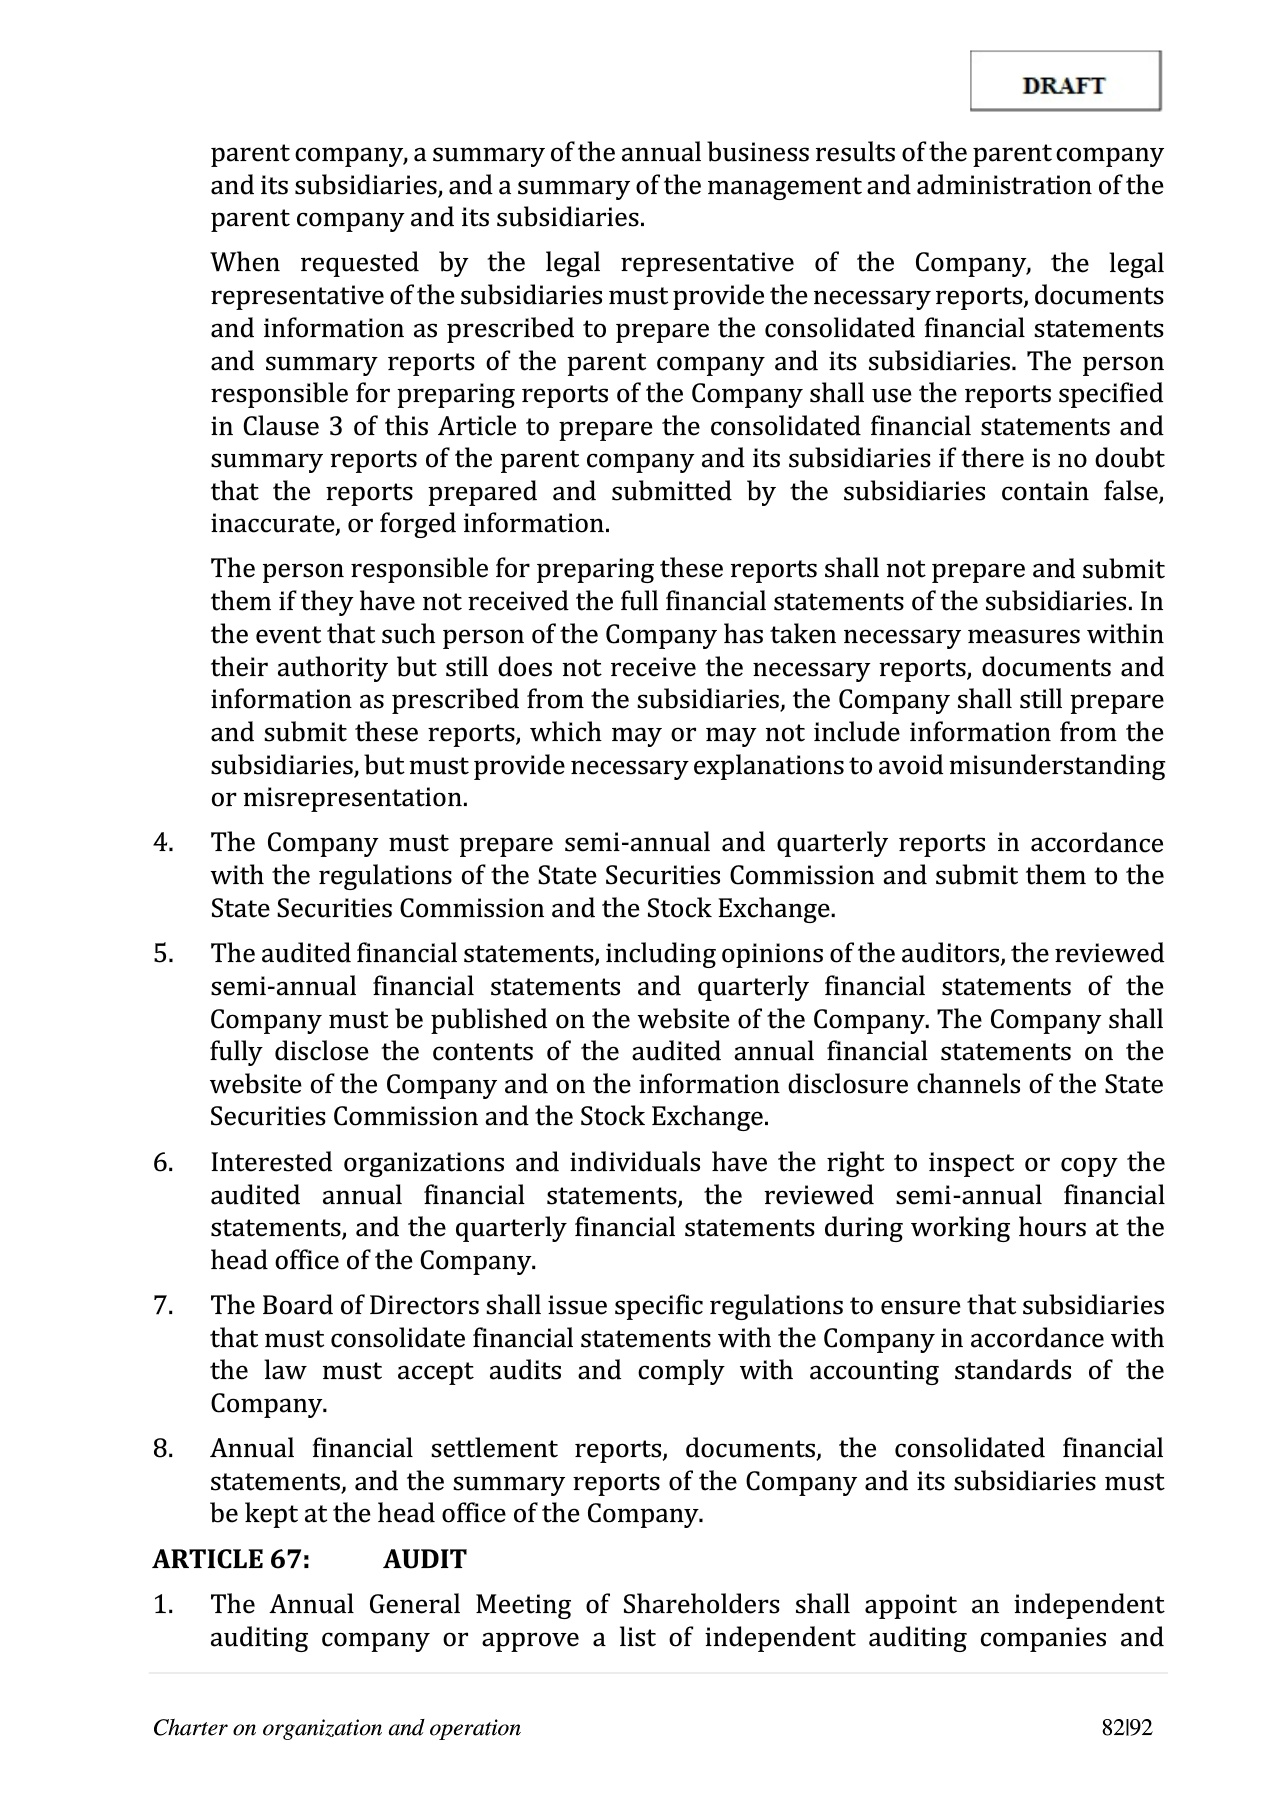 DRAFT
parent company, a summary of the annual business results of the parent company
and its subsidiaries, and a summary of the management and administration of the
parent company and its subsidiaries.
When requested by the legal representative of the Company, the legal
representative of the subsidiaries must provide the necessary reports, documents
and information as prescribed to prepare the consolidated financial statements
and summary reports of the parent company and its subsidiaries. The person
responsible for preparing reports of the Company shall use the reports specified
in Clause 3 of this Article to prepare the consolidated financial statements and
summary reports of the parent company and its subsidiaries if there is no doubt
that the reports prepared and submitted by the subsidiaries contain false,
inaccurate, or forged information.
The person responsible for preparing these reports shall not prepare and submit
them if they have not received the full financial statements of the subsidiaries. In
the event that such person of the Company has taken necessary measures within
their authority but still does not receive the necessary reports, documents and
information as prescribed from the subsidiaries, the Company shall still prepare
and submit these reports, which may or may not include information from the
subsidiaries, but must provide necessary explanations to avoid misunderstanding
or misrepresentation.
4. The Company must prepare semi-annual and quarterly reports in accordance
with the regulations of the State Securities Commission and submit them to the
State Securities Commission and the Stock Exchange.
5. The audited financial statements, including opinions of the auditors, the reviewed
semi-annual financial statements and quarterly financial statements of the
Company must be published on the website of the Company. The Company shall
fully disclose the contents of the audited annual financial statements on the
website of the Company and on the information disclosure channels of the State
Securities Commission and the Stock Exchange.
6. Interested organizations and individuals have the right to inspect or copy the
audited annual financial statements, the reviewed semi-annual financial
statements, and the quarterly financial statements during working hours at the
head office of the Company.
7. The Board of Directors shall issue specific regulations to ensure that subsidiaries
that must consolidate financial statements with the Company in accordance with
the law must accept audits and comply with accounting standards of the
Company.
8. Annual financial settlement reports, documents, the consolidated financial
statements, and the summary reports of the Company and its subsidiaries must
be kept at the head office of the Company.
ARTICLE 67: AUDIT
1. The Annual General Meeting of Shareholders shall appoint an independent
auditing company or approve a list of independent auditing companies and
Charter on organization and operation 82|92